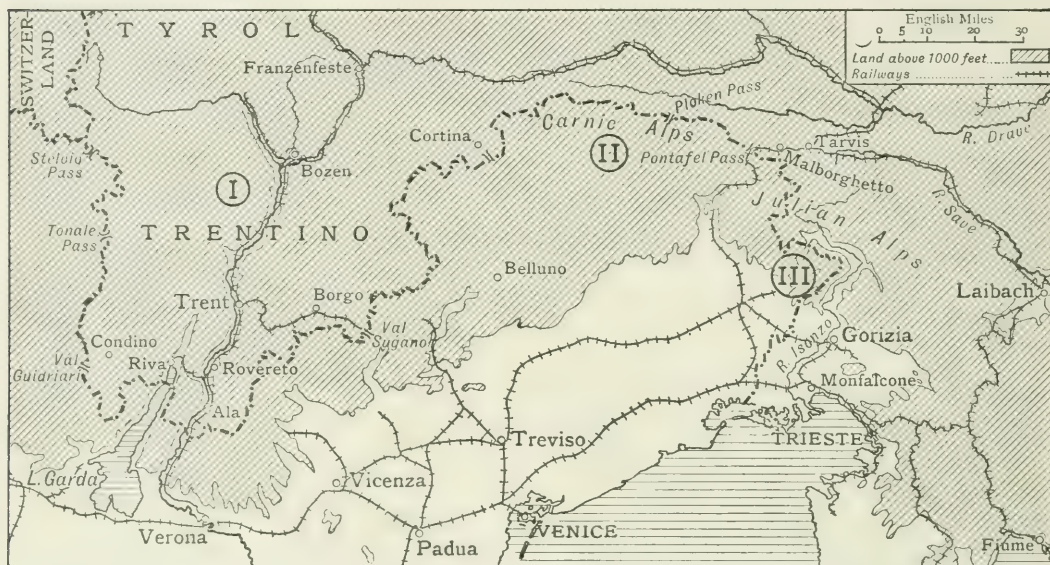 English Miles
0 5 10 20 30
Land above 1000 feet
Railways
SWITZER
LAND
TYROL
Franzenfeste
Stelvio
Pass
Cortina
Carnic Alps
Ploken Pass
R. Drave
Tarvis
Malborghetto
Pontafel Pass
Bozen
I
II
TRENTINO
Tonale
Pass
Julian Alps
R. Save
III
Belluno
Laibach
Trent
Borgo
Val
Sugano
Condino
Val
Guidriari
Riva
Rovereto
Ala
R. Isonzo
Gorizia
Monfalcone
TRIESTE
Treviso
Vicenza
L. Garda
Verona
Padua
VENICE
Fiume